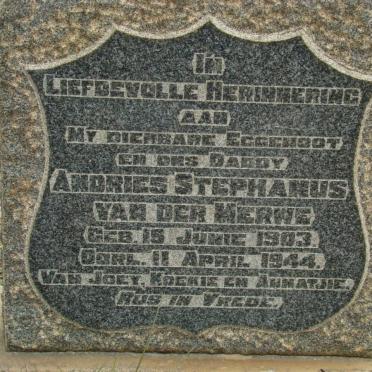 IN
LIEFDEVOLLE HERINNERING
AAN
MY DIERBARE EGGENOOT
EN ONS DADDY
ANDRIES STEPHANUS
VAN DER MERWE
GEB. 15 JUNIE 1903.
OORL. 11 APRIL 1944.
VAN JOEY, KOEKIE EN ANNATJIE.
RUS IN VREDE.